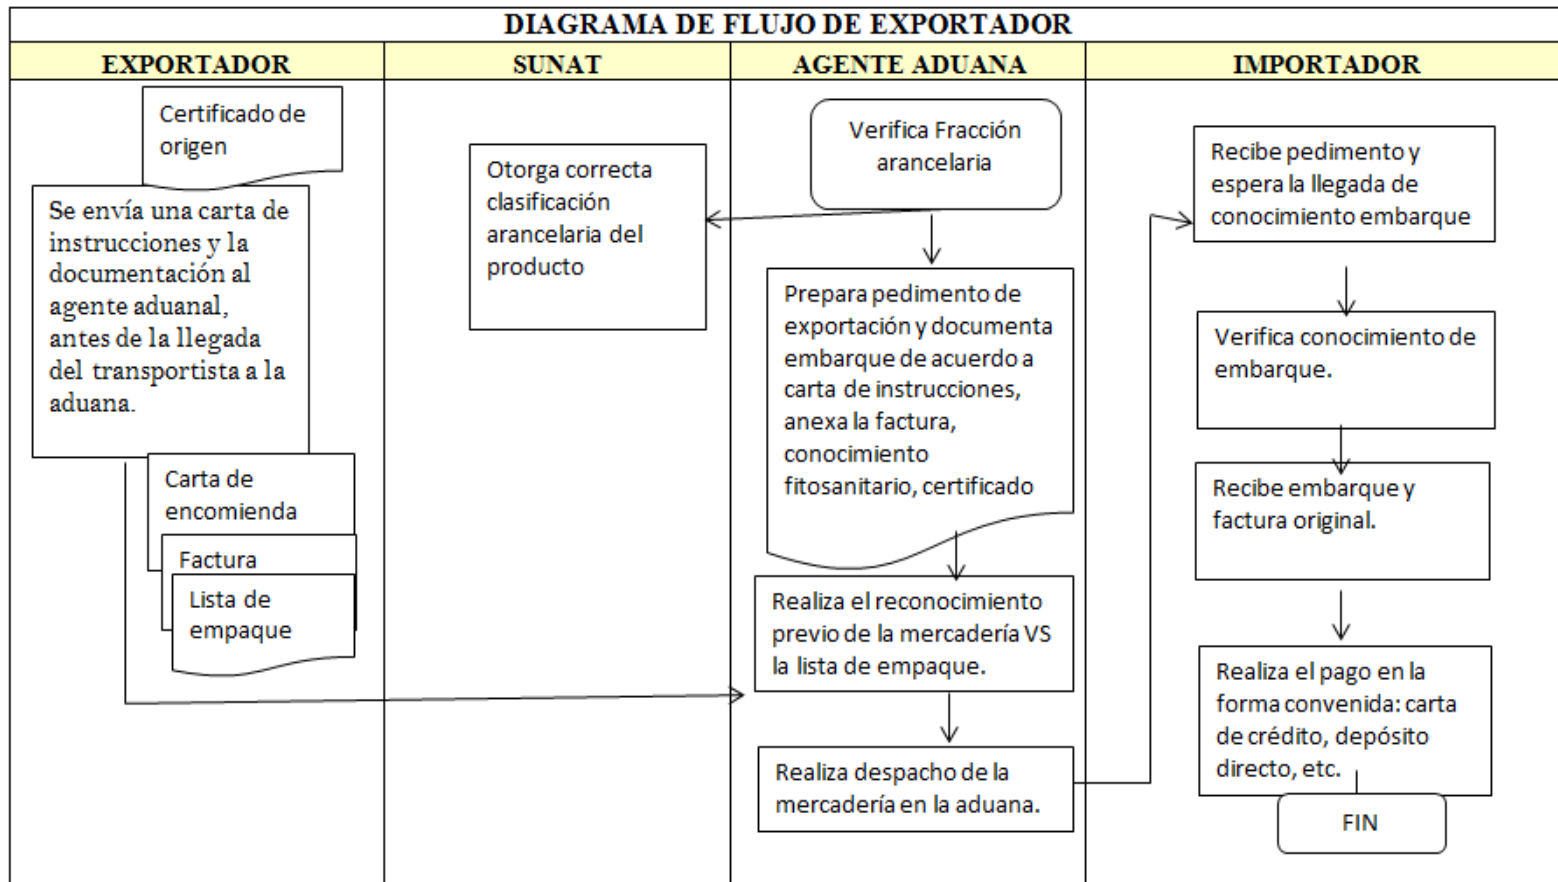 DIAGRAMA DE FLUJO DE EXPORTADOR
EXPORTADOR
SUNAT
AGENTE ADUANA
IMPORTADOR
Certificado de
origen
Se envía una carta de
instrucciones y la
documentación al
agente aduanal,
antes de la llegada
del transportista a la
aduana.
Carta de
encomienda
Factura
Lista de
empaque
Otorga correcta
clasificación
arancelaria del
producto
Verifica Fracción
arancelaria
Prepara pedimento de
exportación y documenta
embarque de acuerdo a
carta de instrucciones,
anexa la factura,
conocimiento
fitosanitario, certificado
Realiza el reconocimiento
previo de la mercadería VS
la lista de empaque.
Realiza despacho de la
mercadería en la aduana.
Recibe pedimento y
espera la llegada de
conocimiento embarque
Verifica conocimiento de
embarque.
Recibe embarque y
factura original.
Realiza el pago en la
forma convenida: carta
de crédito, depósito
directo, etc.
FIN